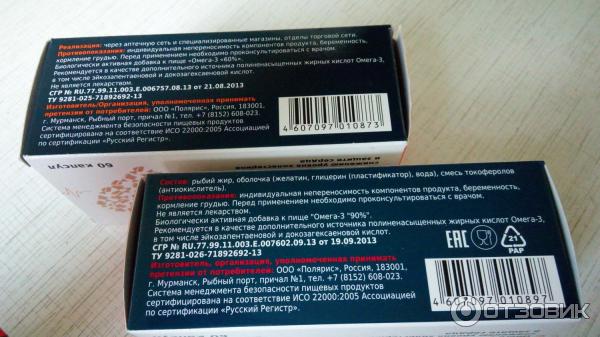 Реализация: через аптечную сеть и специализированные магазины, отделы торговой сети.
Противопоказания: индивидуальная непереносимость компонентов продукта, беременность,
кормление грудью. Перед применением необходимо проконсультироваться с врачом.
Биологически активная добавка к пище «Омега-3 «60%».
Рекомендуется в качестве дополнительного источника полиненасыщенных жирных кислот Омега-3,
в том числе эйкозапентаеновой и докозагексаеновой кислот.
Не является лекарством.
СГР № RU.77.99.11.003.Е.006757.08.13 от 21.08.2013
ТУ 9281-025-71892692-13
Изготовитель/Организация, уполномоченная принимать
претензии от потребителей: ООО «Полярис», Россия, 183001,
г. Мурманск, Рыбный порт, причал №1, тел. +7 (8152) 608-023.
Система менеджмента безопасности пищевых продуктов
сертифицирована на соответствие ИСО 22000:2005 Ассоциацией
по сертификации «Русский Регистр».
4 607097 010873
60 капсул
снижению уровня холестерина
и защите сердца
Состав: рыбий жир, оболочка (желатин, глицерин (пластификатор), вода), смесь токоферолов
(антиокислитель).
Противопоказания: индивидуальная непереносимость компонентов продукта, беременность,
кормление грудью. Перед применением необходимо проконсультироваться с врачом.
Не является лекарством.
Биологически активная добавка к пище "Омега-3 "90%".
Рекомендуется в качестве дополнительного источника полиненасыщенных жирных кислот Омега-3,
в том числе эйкозапентаеновой и докозагексаеновой кислот.
СГР № RU.77.99.11.003.Е.007602.09.13 от 19.09.2013
ТУ 9281-026-71892692-13
Изготовитель, организация, уполномоченная принимать
претензии от потребителей: ООО «Полярис», Россия, 183001,
г. Мурманск, Рыбный порт, причал №1, тел. +7 (8152) 608-023.
Система менеджмента безопасности пищевых продуктов
сертифицирована на соответствие ИСО 22000:2005 Ассоциацией
по сертификации «Русский Регистр».
EAC
21
PAP
4 607097 010897
ОТЗОВИК